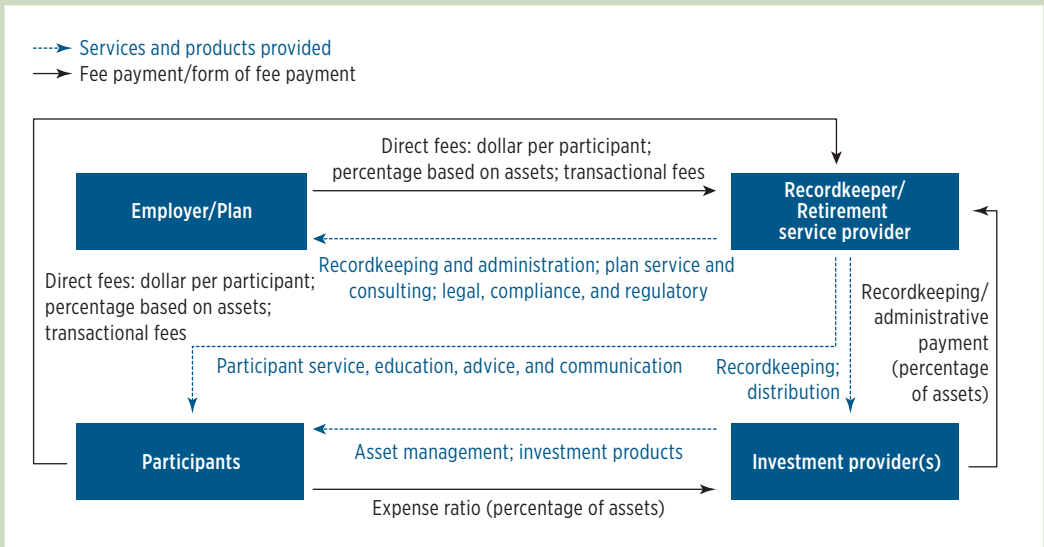 Services and products provided
Fee payment/form of fee payment
Direct fees: dollar per participant;
percentage based on assets; transactional fees
Employer/Plan
Recordkeeper/
Retirement
service provider
Recordkeeping and administration; plan service and
consulting; legal, compliance, and regulatory
Direct fees: dollar per participant;
percentage based on assets;
transactional fees
Recordkeeping/
administrative
payment
(percentage
of assets)
Participant service, education, advice, and communication
Recordkeeping;
distribution
Participants
Asset management; investment products
Investment provider(s)
Expense ratio (percentage of assets)